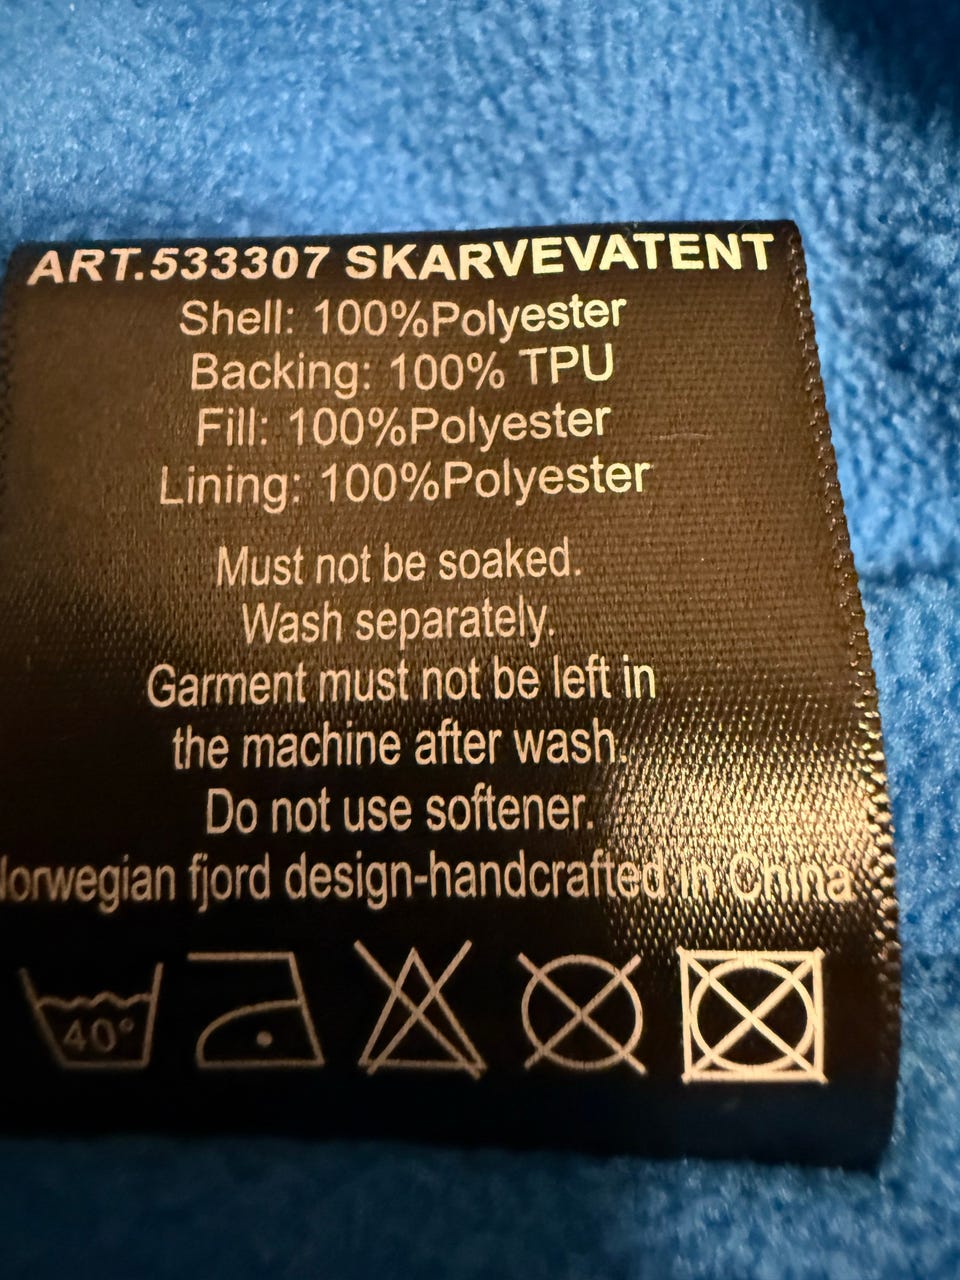 ART.533307 SKARVEVATENT
Shell: 100%Polyester
Backing: 100% TPU
Fill: 100%Polyester
Lining: 100%Polyester
Must not be soaked.
Wash separately.
Garment must not be left in
the machine after wash.
Do not use softener.
Norwegian fjord design-handcrafted in China
40°